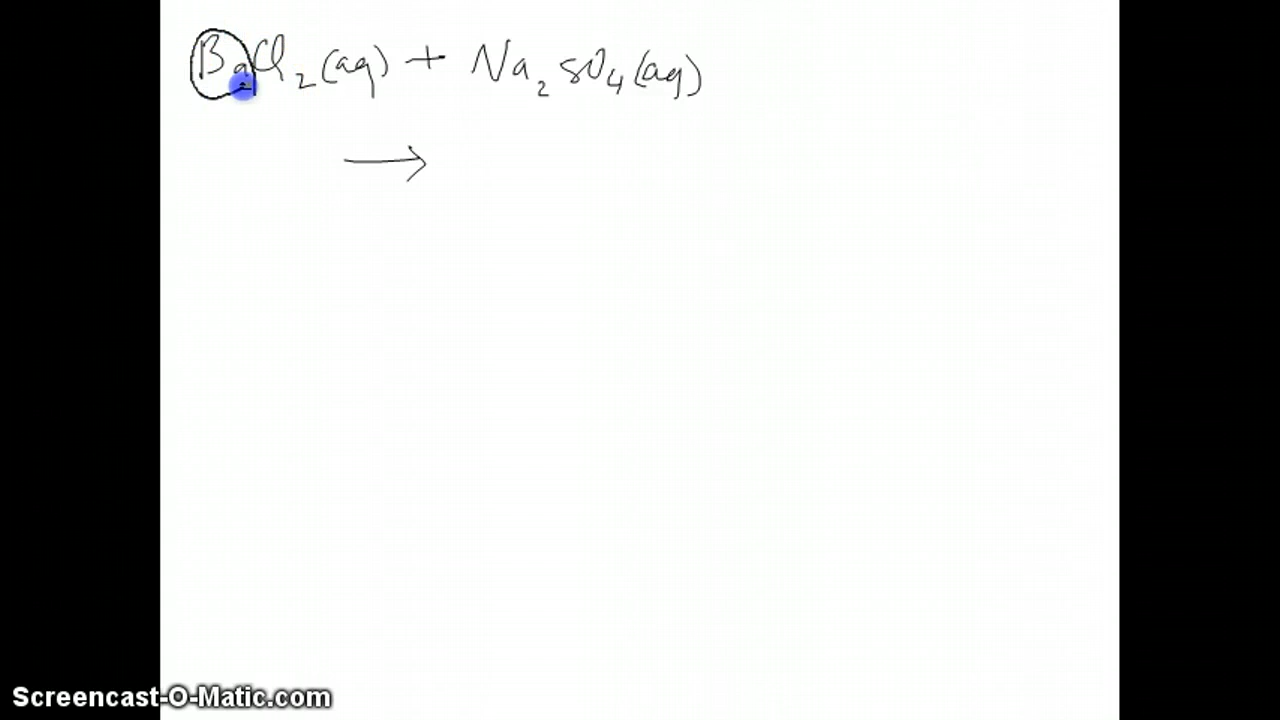 BaCl₂(aq) + Na₂SO₄(aq)
→
Screencast-O-Matic.com